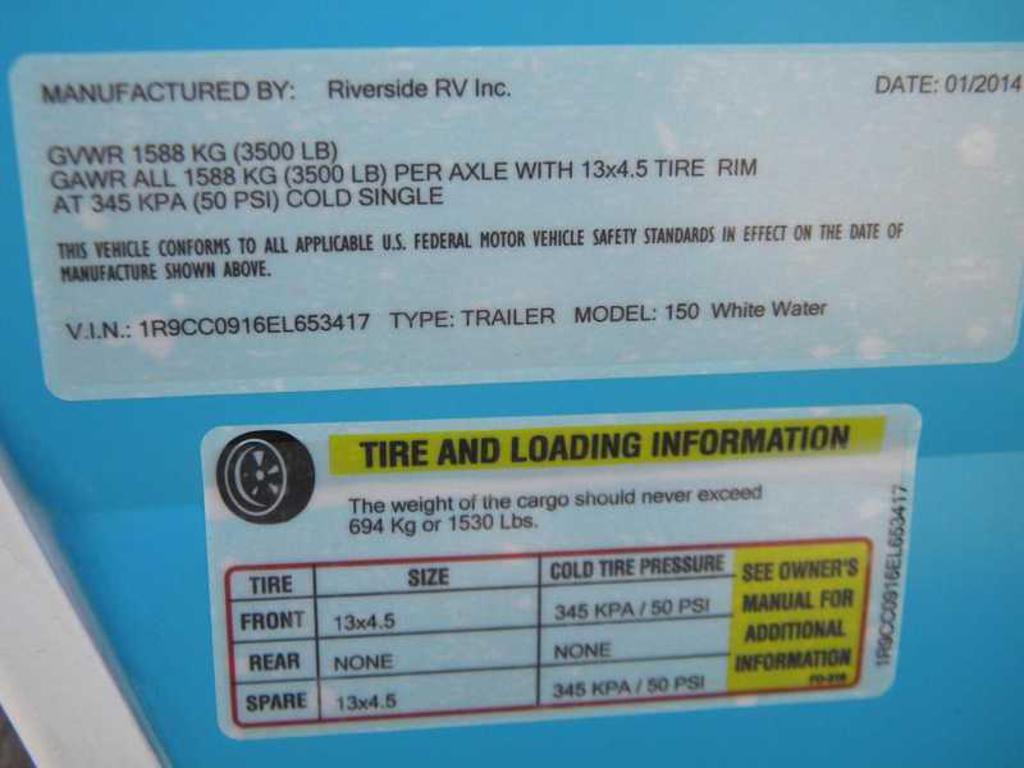 MANUFACTURED BY: Riverside RV Inc. DATE: 01/2014
GVWR 1588 KG (3500 LB)
GAWR ALL 1588 KG (3500 LB) PER AXLE WITH 13x4.5 TIRE RIM
AT 345 KPA (50 PSI) COLD SINGLE
THIS VEHICLE CONFORMS TO ALL APPLICABLE U.S. FEDERAL MOTOR VEHICLE SAFETY STANDARDS IN EFFECT ON THE DATE OF
MANUFACTURE SHOWN ABOVE.
V.I.N.: 1R9CC0916EL653417 TYPE: TRAILER MODEL: 150 White Water
TIRE AND LOADING INFORMATION
The weight of the cargo should never exceed
694 Kg or 1530 Lbs.
TIRE SIZE COLD TIRE PRESSURE
FRONT 13x4.5 345 KPA / 50 PSI
REAR NONE NONE
SPARE 13x4.5 345 KPA / 50 PSI
SEE OWNER'S
MANUAL FOR
ADDITIONAL
INFORMATION
1R9CC0916EL653417